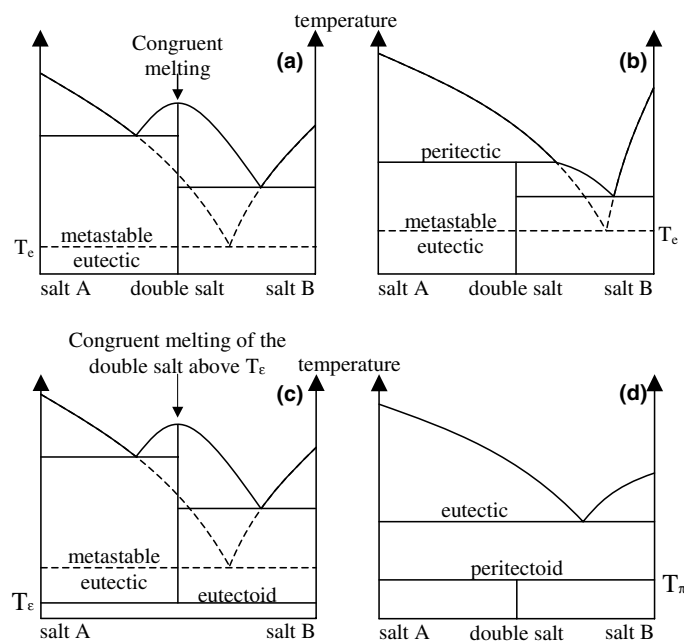 temperature
Congruent
melting
(a)
(b)
peritectic
metastable
eutectic
T_e
metastable
eutectic
T_e
salt A
double salt
salt B
salt A
double salt
salt B
Congruent melting of the
double salt above T_ε
temperature
(c)
(d)
eutectic
metastable
eutectic
peritectoid
T_π
T_ε
eutectoid
salt A
salt B
salt A
double salt
salt B